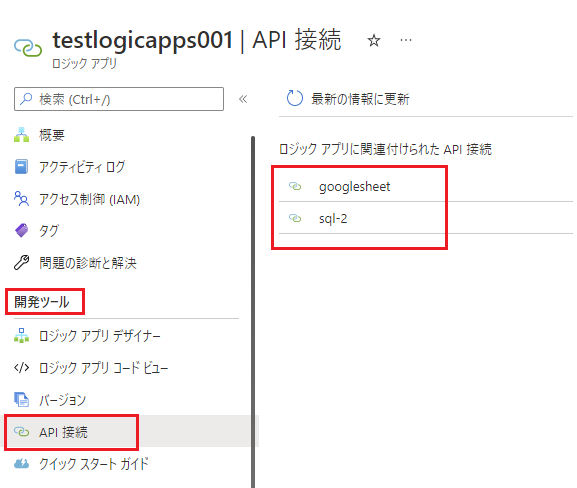 testlogicapps001 | API 接続
ロジック アプリ
検索 (Ctrl+/)
概要
アクティビティ ログ
アクセス制御 (IAM)
タグ
問題の診断と解決
開発ツール
ロジック アプリ デザイナー
ロジック アプリ コード ビュー
バージョン
API 接続
クイック スタート ガイド
最新の情報に更新
ロジック アプリに関連付けられた API 接続
googlesheet
sql-2